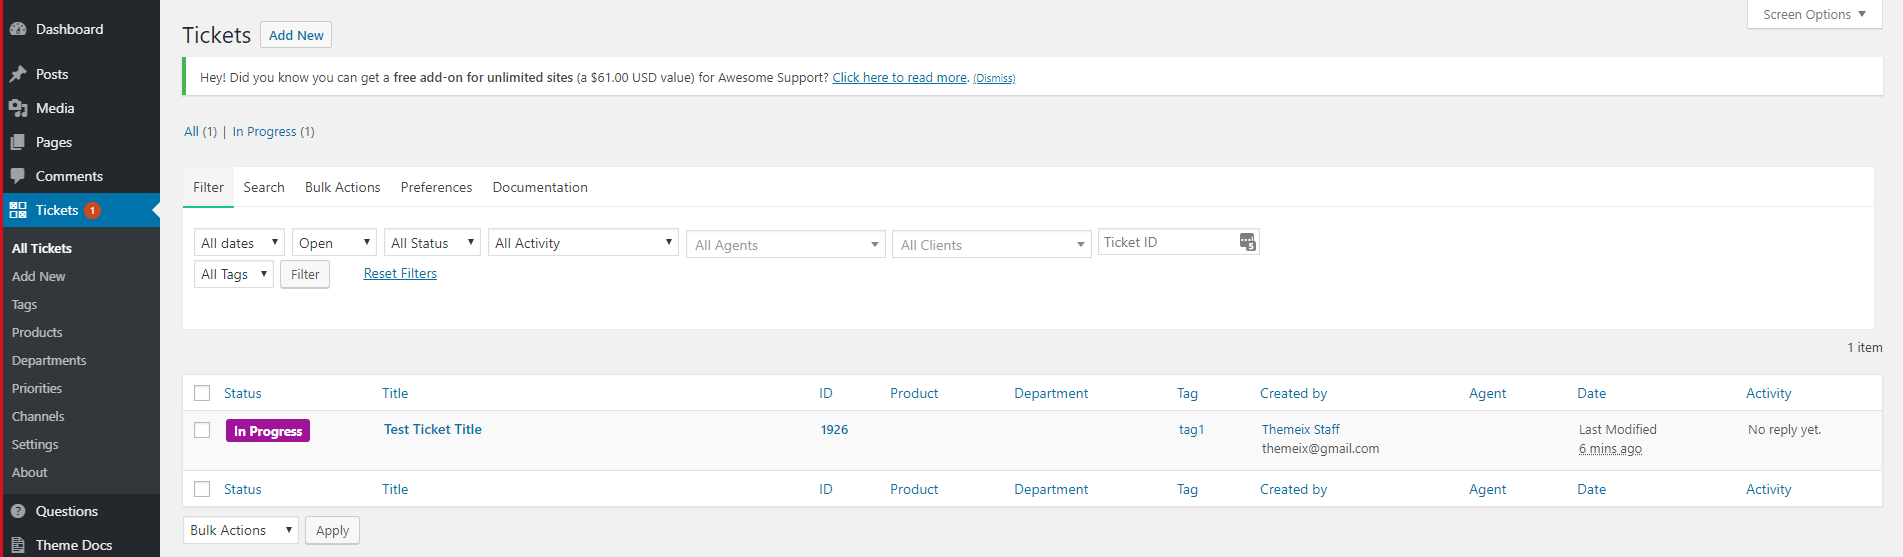 Dashboard
Posts
Media
Pages
Comments
Tickets 1
All Tickets
Add New
Tags
Products
Departments
Priorities
Channels
Settings
About
Questions
Theme Docs
Screen Options
Tickets Add New
Hey! Did you know you can get a free add-on for unlimited sites (a $61.00 USD value) for Awesome Support? Click here to read more. (Dismiss)
All (1) | In Progress (1)
Filter Search Bulk Actions Preferences Documentation
All dates Open All Status All Activity All Agents All Clients Ticket ID 5
All Tags Filter Reset Filters
1 item
Status Title ID Product Department Tag Created by Agent Date Activity
In Progress Test Ticket Title 1926 tag1 Themeix Staff Last Modified No reply yet.
themeix@gmail.com 6 mins ago
Status Title ID Product Department Tag Created by Agent Date Activity
Bulk Actions Apply